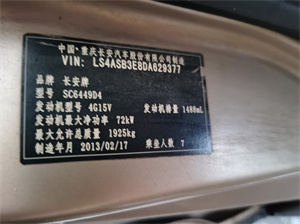 中国·重庆长安汽车股份有限公司制造
VIN: LS4ASB3E8DA629377
品牌 长安牌
型号 SC6449D4
发动机型号 4G15V 发动机排量 1488mL
发动机最大净功率 72kW
最大允许总质量 1925kg
制造年月 2013/02/17 乘坐人数 7